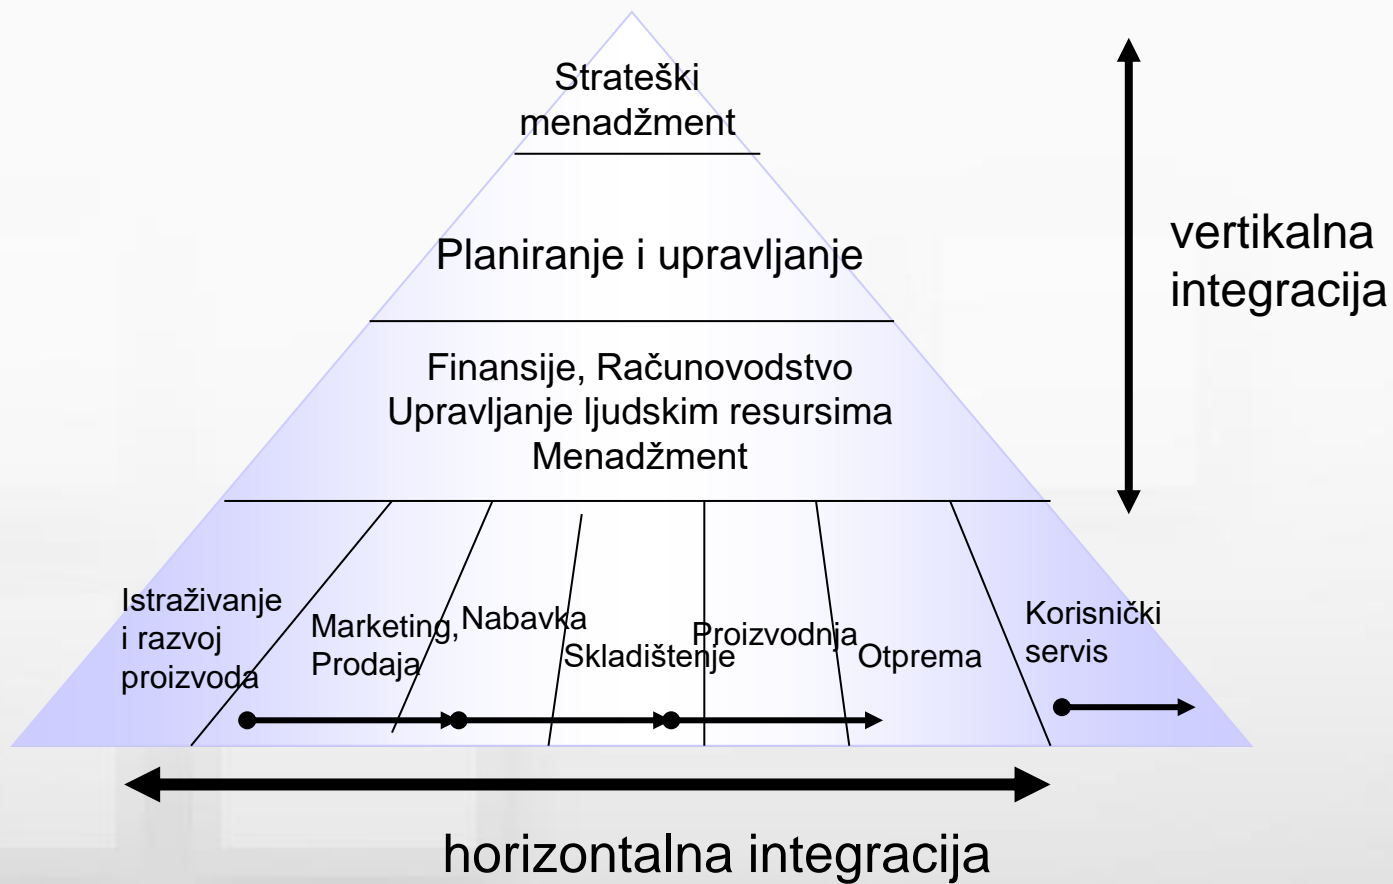 Strateški
menadžment
Planiranje i upravljanje
vertikalna
integracija
Finansije, Računovodstvo
Upravljanje ljudskim resursima
Menadžment
Istraživanje
i razvoj
proizvoda
Marketing,
Prodaja
Nabavka
Skladištenje
Proizvodnja
Otprema
Korisnički
servis
horizontalna integracija